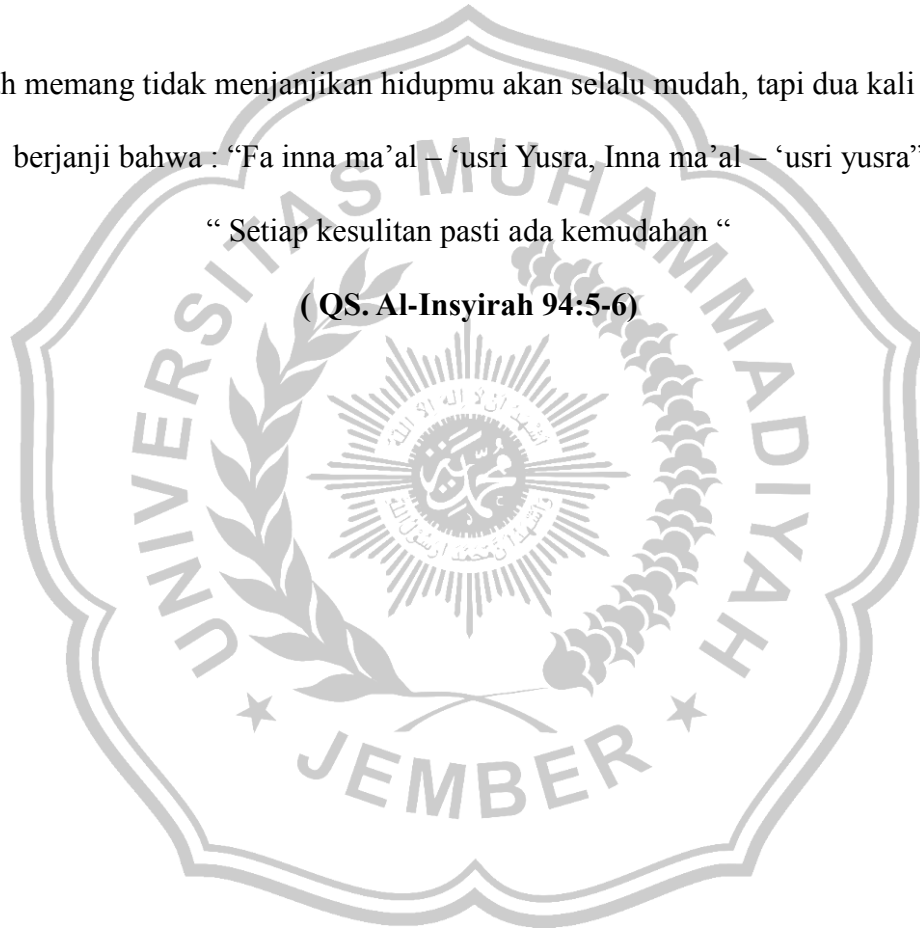 h memang tidak menjanjikan hidupmu akan selalu mudah, tapi dua kali
berjanji bahwa : “Fa inna ma’al – ‘usri Yusra, Inna ma’al – ‘usri yusra”
“ Setiap kesulitan pasti ada kemudahan “
( QS. Al-Insyirah 94:5-6)
UNIVERSITAS MUHAMMADIYAH
JEMBER